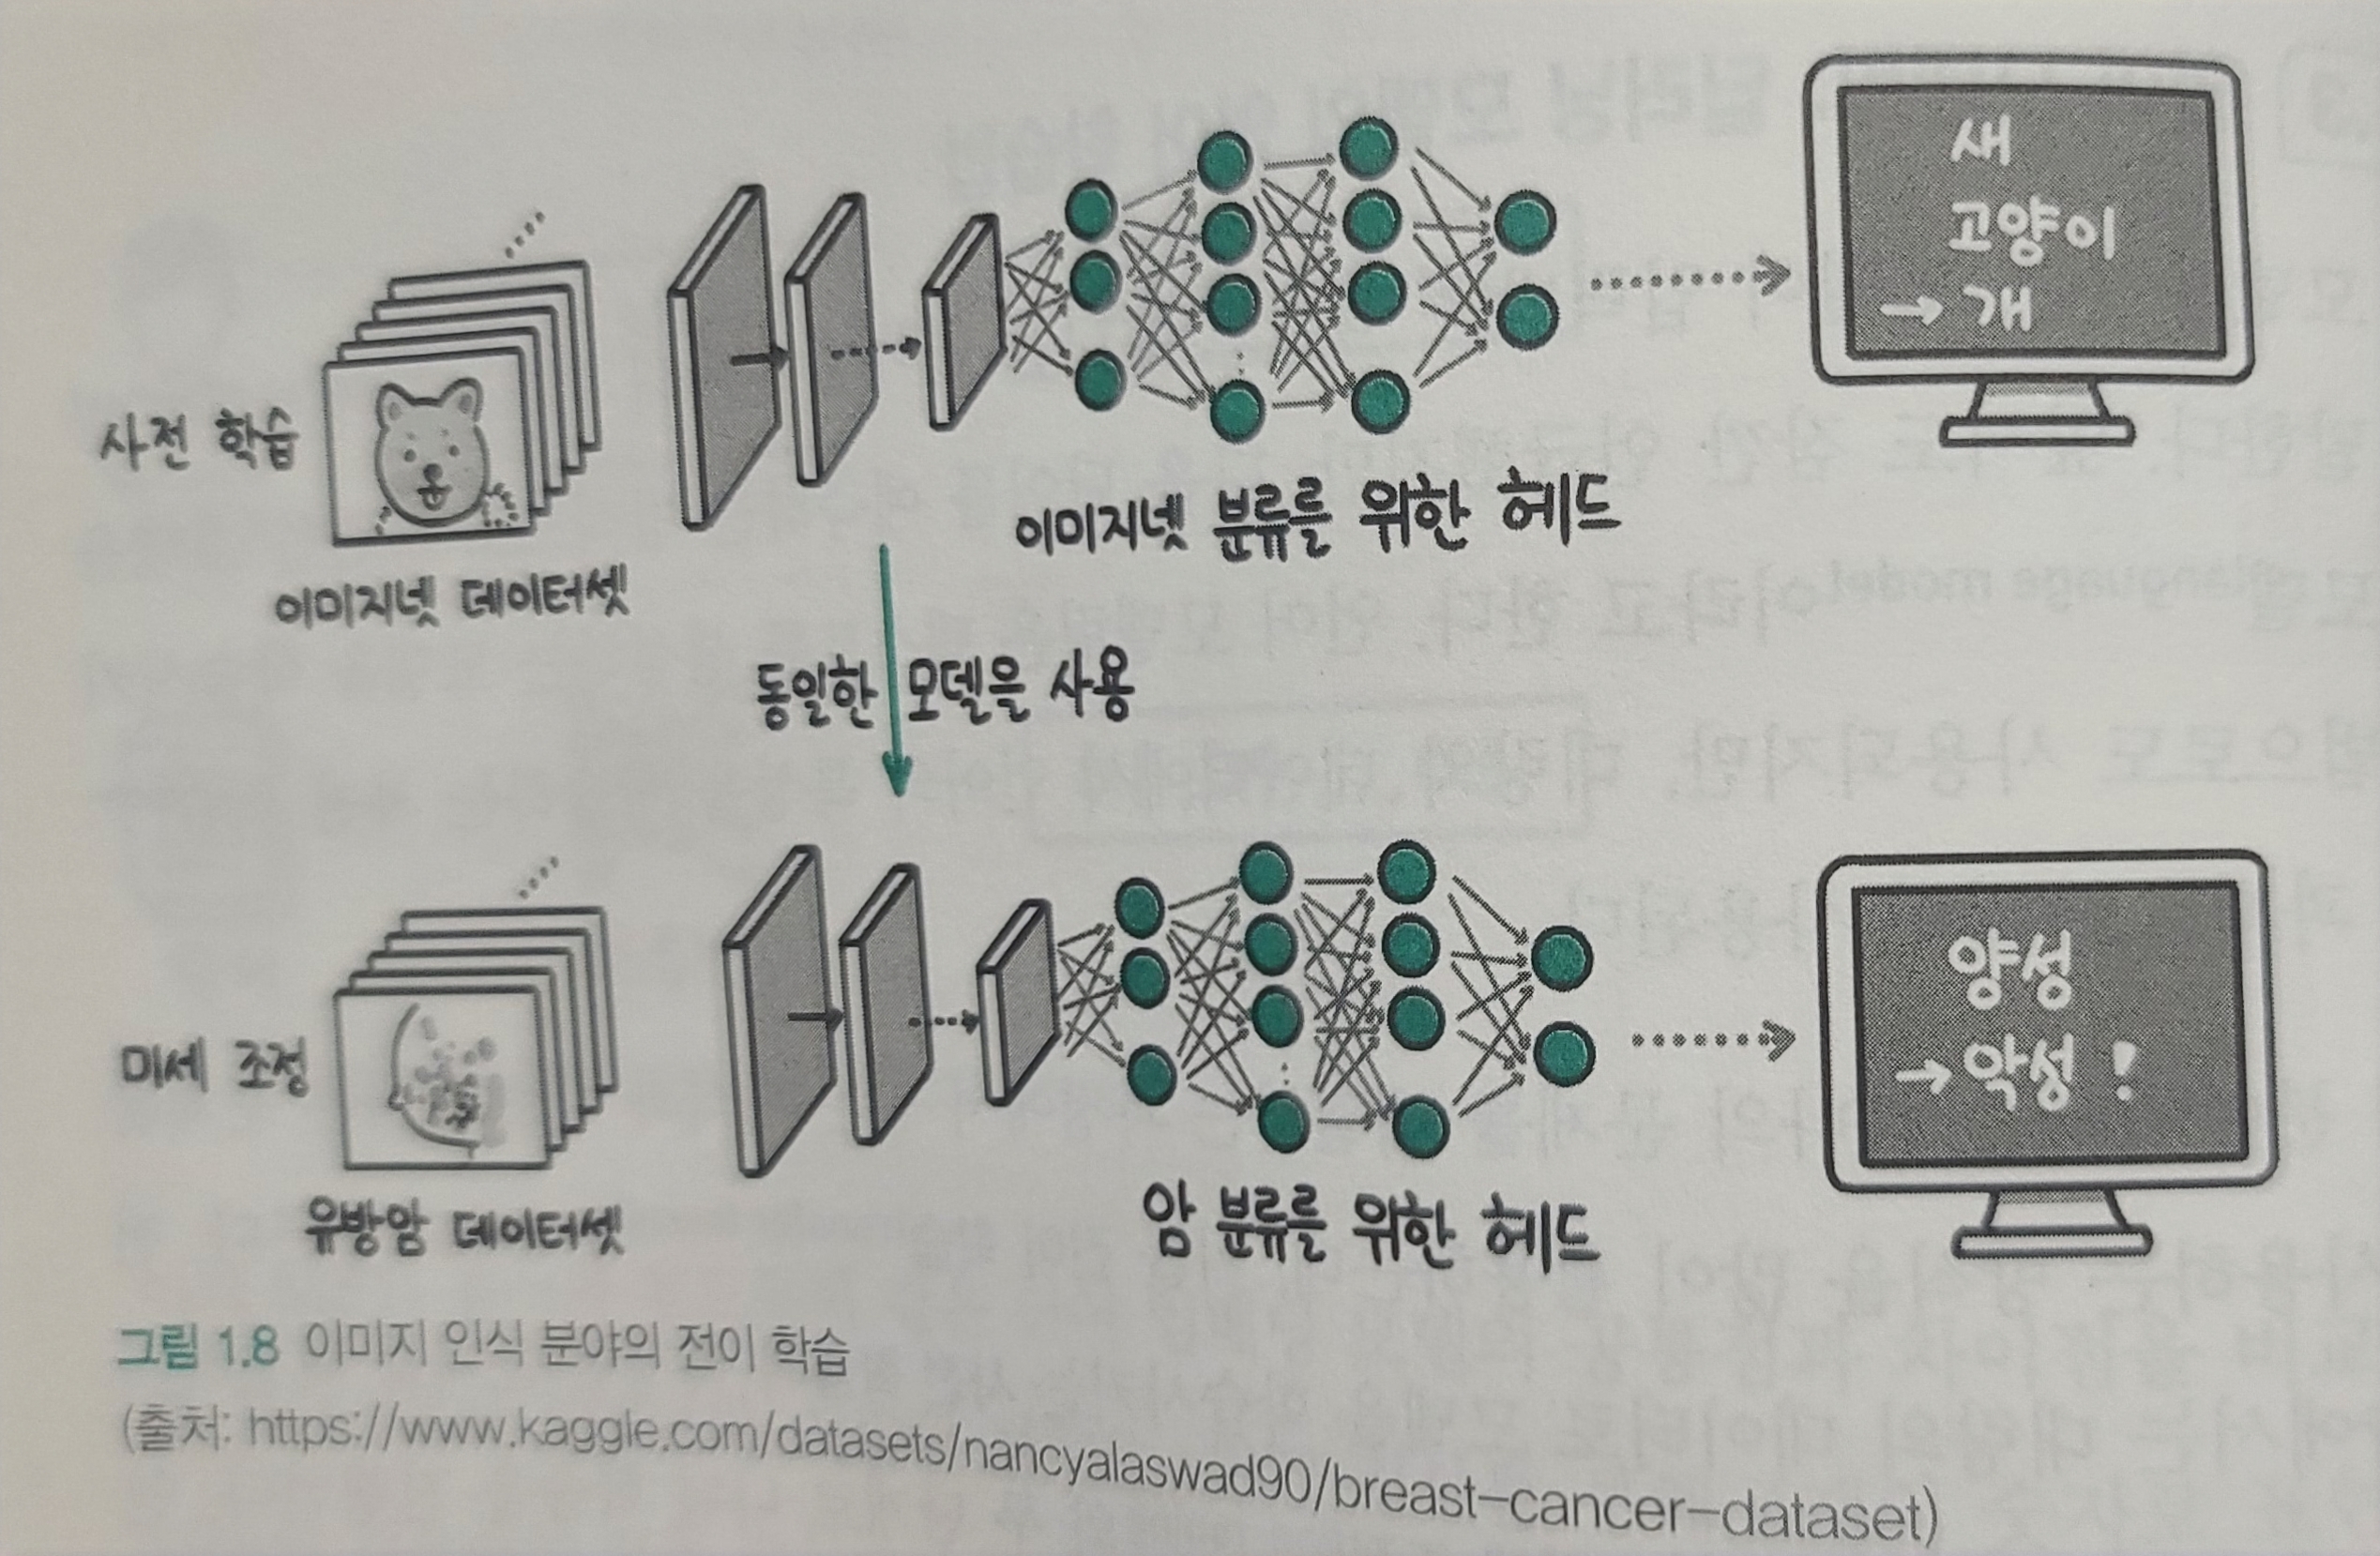 새
고양이
→ 개
사전 학습
이미지넷 분류를 위한 헤드
이미지넷 데이터셋
동일한 모델을 사용
양성
→ 악성 !
미세 조정
암 분류를 위한 헤드
유방암 데이터셋
그림 1.8 이미지 인식 분야의 전이 학습
(출처: https://www.kaggle.com/datasets/nancyalaswad90/breast-cancer-dataset)